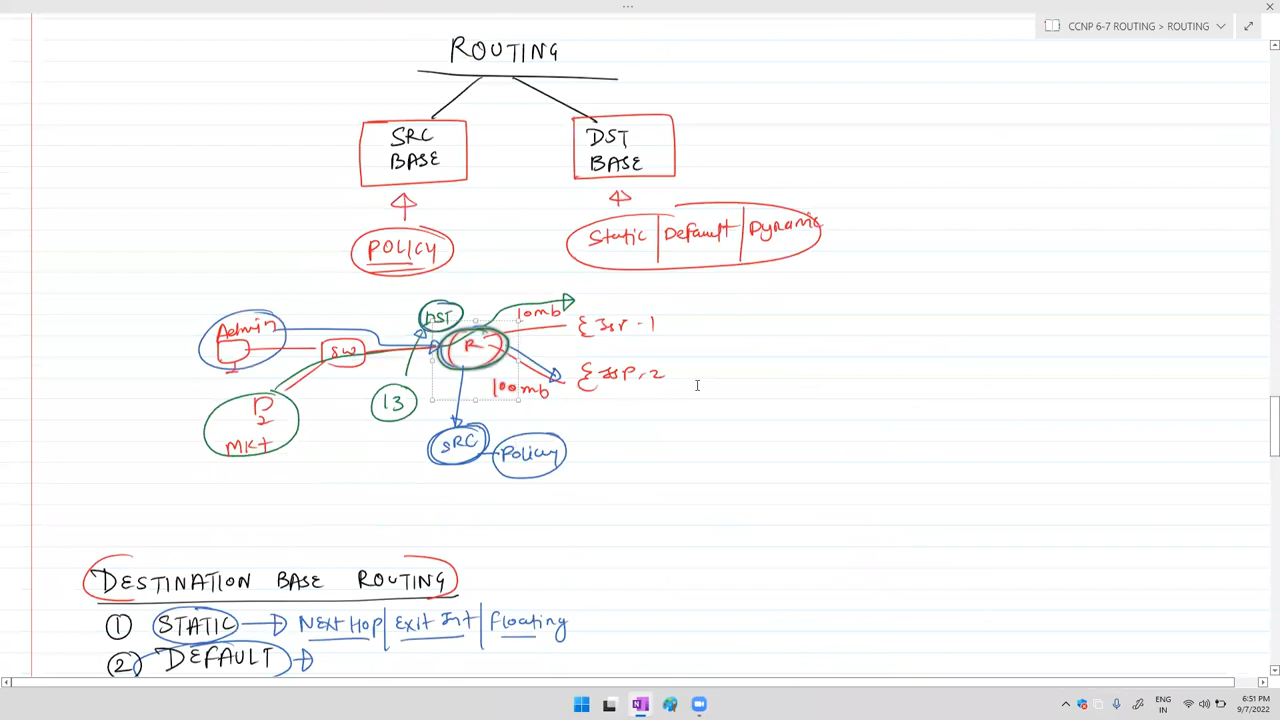 CCNP 6-7 ROUTING > ROUTING
ROUTING
SRC BASE
DST BASE
POLICY
Static | Default | Dynamic
Admin
SW
MKT
DST
13
R
10mb
100mb
ISP-1
ISP-2
SRC
Policy
DESTINATION BASE ROUTING
1 STATIC → Next Hop | Exit Int | Floating
2 DEFAULT →
ENG
IN
6:51 PM
9/7/2022